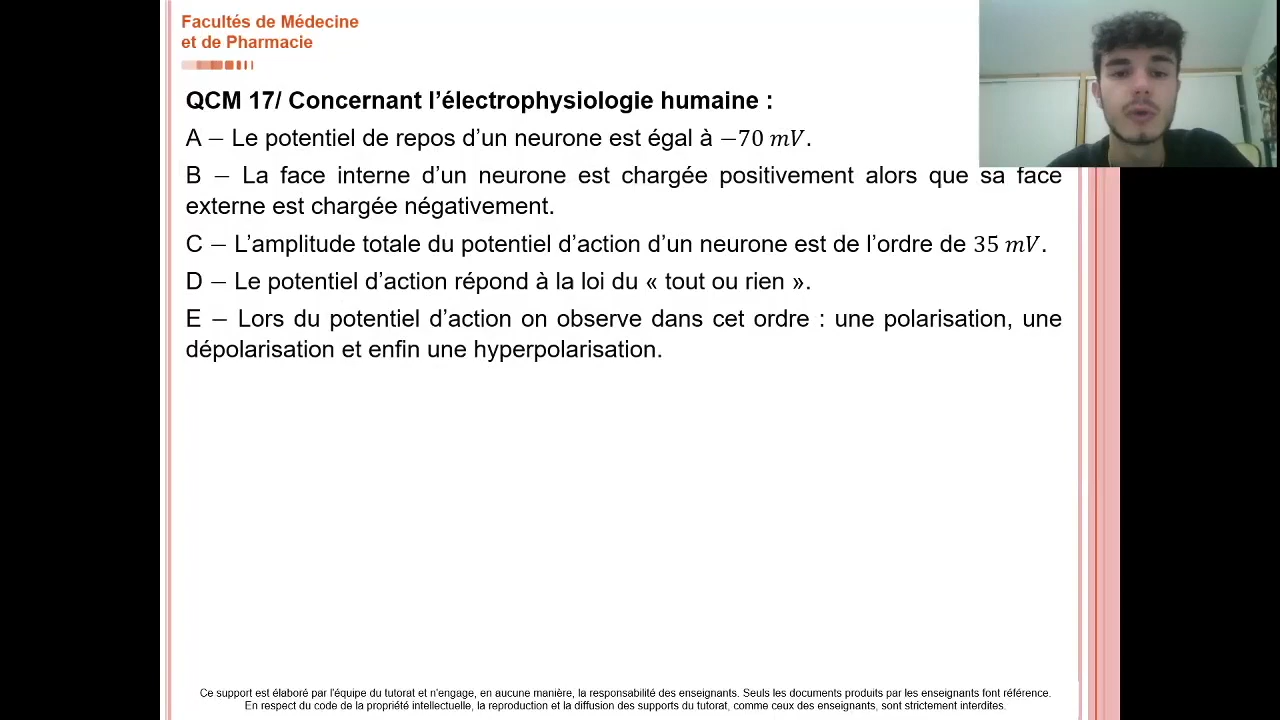 Facultés de Médecine
et de Pharmacie
QCM 17/ Concernant l’électrophysiologie humaine :
A – Le potentiel de repos d’un neurone est égal à −70 mV.
B – La face interne d’un neurone est chargée positivement alors que sa face
externe est chargée négativement.
C – L’amplitude totale du potentiel d’action d’un neurone est de l’ordre de 35 mV.
D – Le potentiel d’action répond à la loi du « tout ou rien ».
E – Lors du potentiel d’action on observe dans cet ordre : une polarisation, une
dépolarisation et enfin une hyperpolarisation.
Ce support est élaboré par l'équipe du tutorat et n'engage, en aucune manière, la responsabilité des enseignants. Seuls les documents produits par les enseignants font référence.
En respect du code de la propriété intellectuelle, la reproduction et la diffusion des supports du tutorat, comme ceux des enseignants, sont strictement interdites.